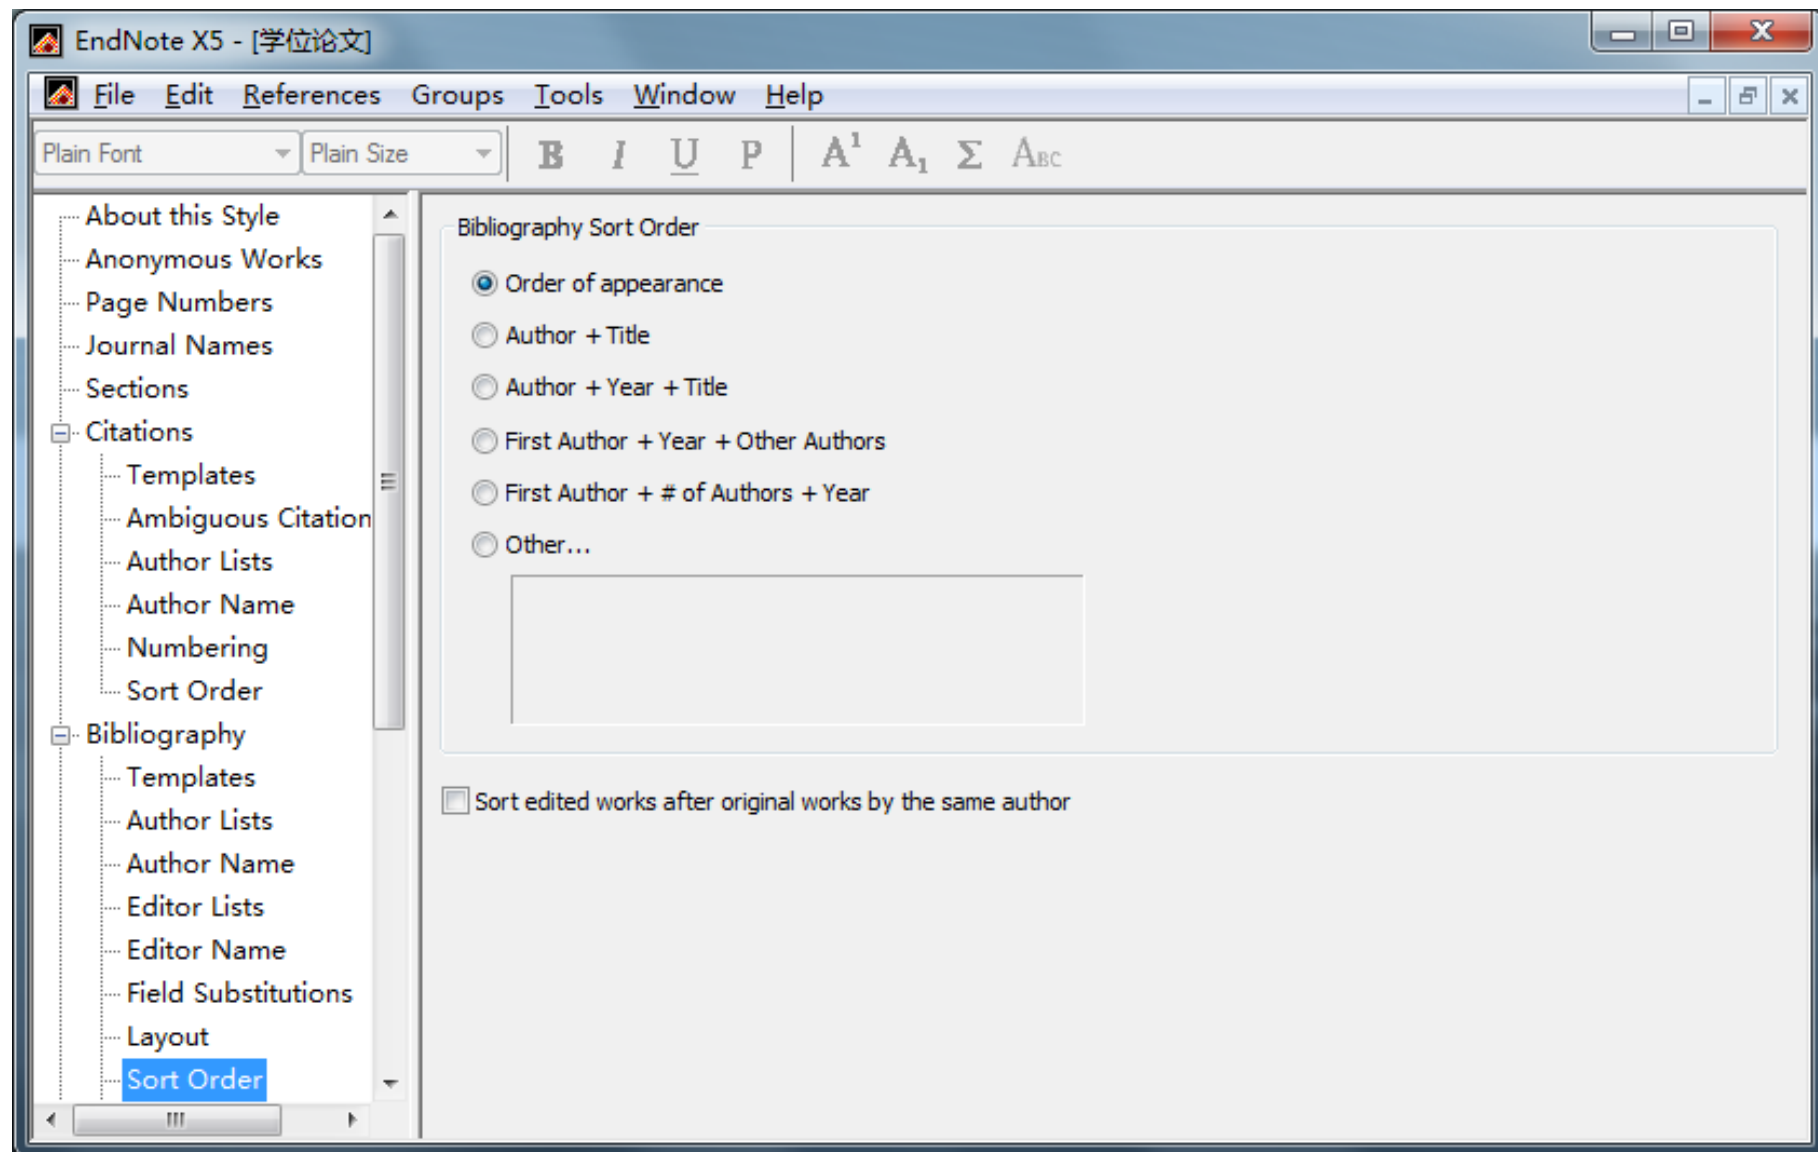 EndNote X5 - [学位论文]
File Edit References Groups Tools Window Help
Plain Font Plain Size B I U P A1 A1 Σ ABC
About this Style
Anonymous Works
Page Numbers
Journal Names
Sections
Citations
Templates
Ambiguous Citation
Author Lists
Author Name
Numbering
Sort Order
Bibliography
Templates
Author Lists
Author Name
Editor Lists
Editor Name
Field Substitutions
Layout
Sort Order
Bibliography Sort Order
Order of appearance
Author + Title
Author + Year + Title
First Author + Year + Other Authors
First Author + # of Authors + Year
Other...
Sort edited works after original works by the same author